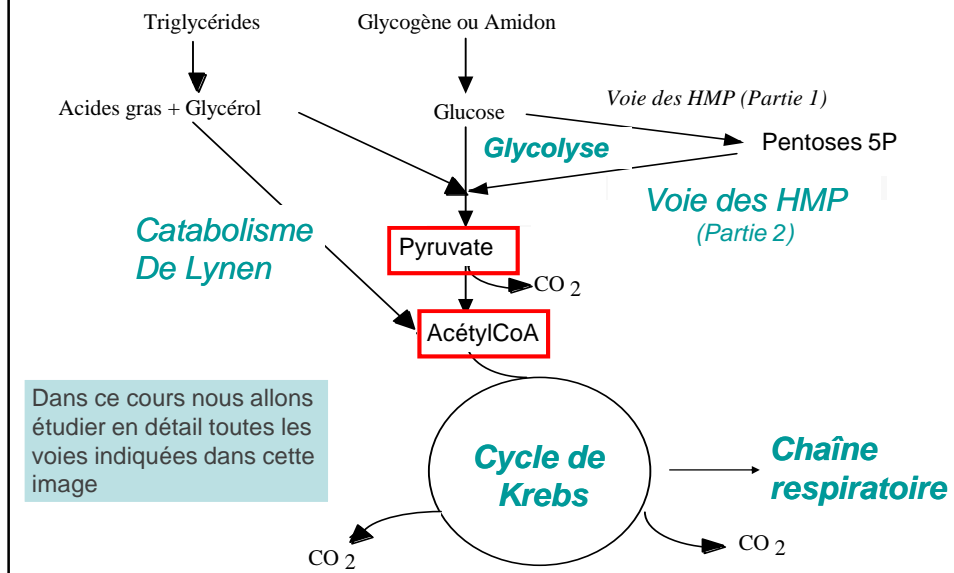 Triglycérides
Glycogène ou Amidon
Acides gras + Glycérol
Glucose
Voie des HMP (Partie 1)
Glycolyse
Pentoses 5P
Voie des HMP
(Partie 2)
Catabolisme
De Lynen
Pyruvate
CO 2
AcétylCoA
Dans ce cours nous allons
étudier en détail toutes les
voies indiquées dans cette
image
Cycle de
Krebs
Chaîne
respiratoire
CO 2
CO 2